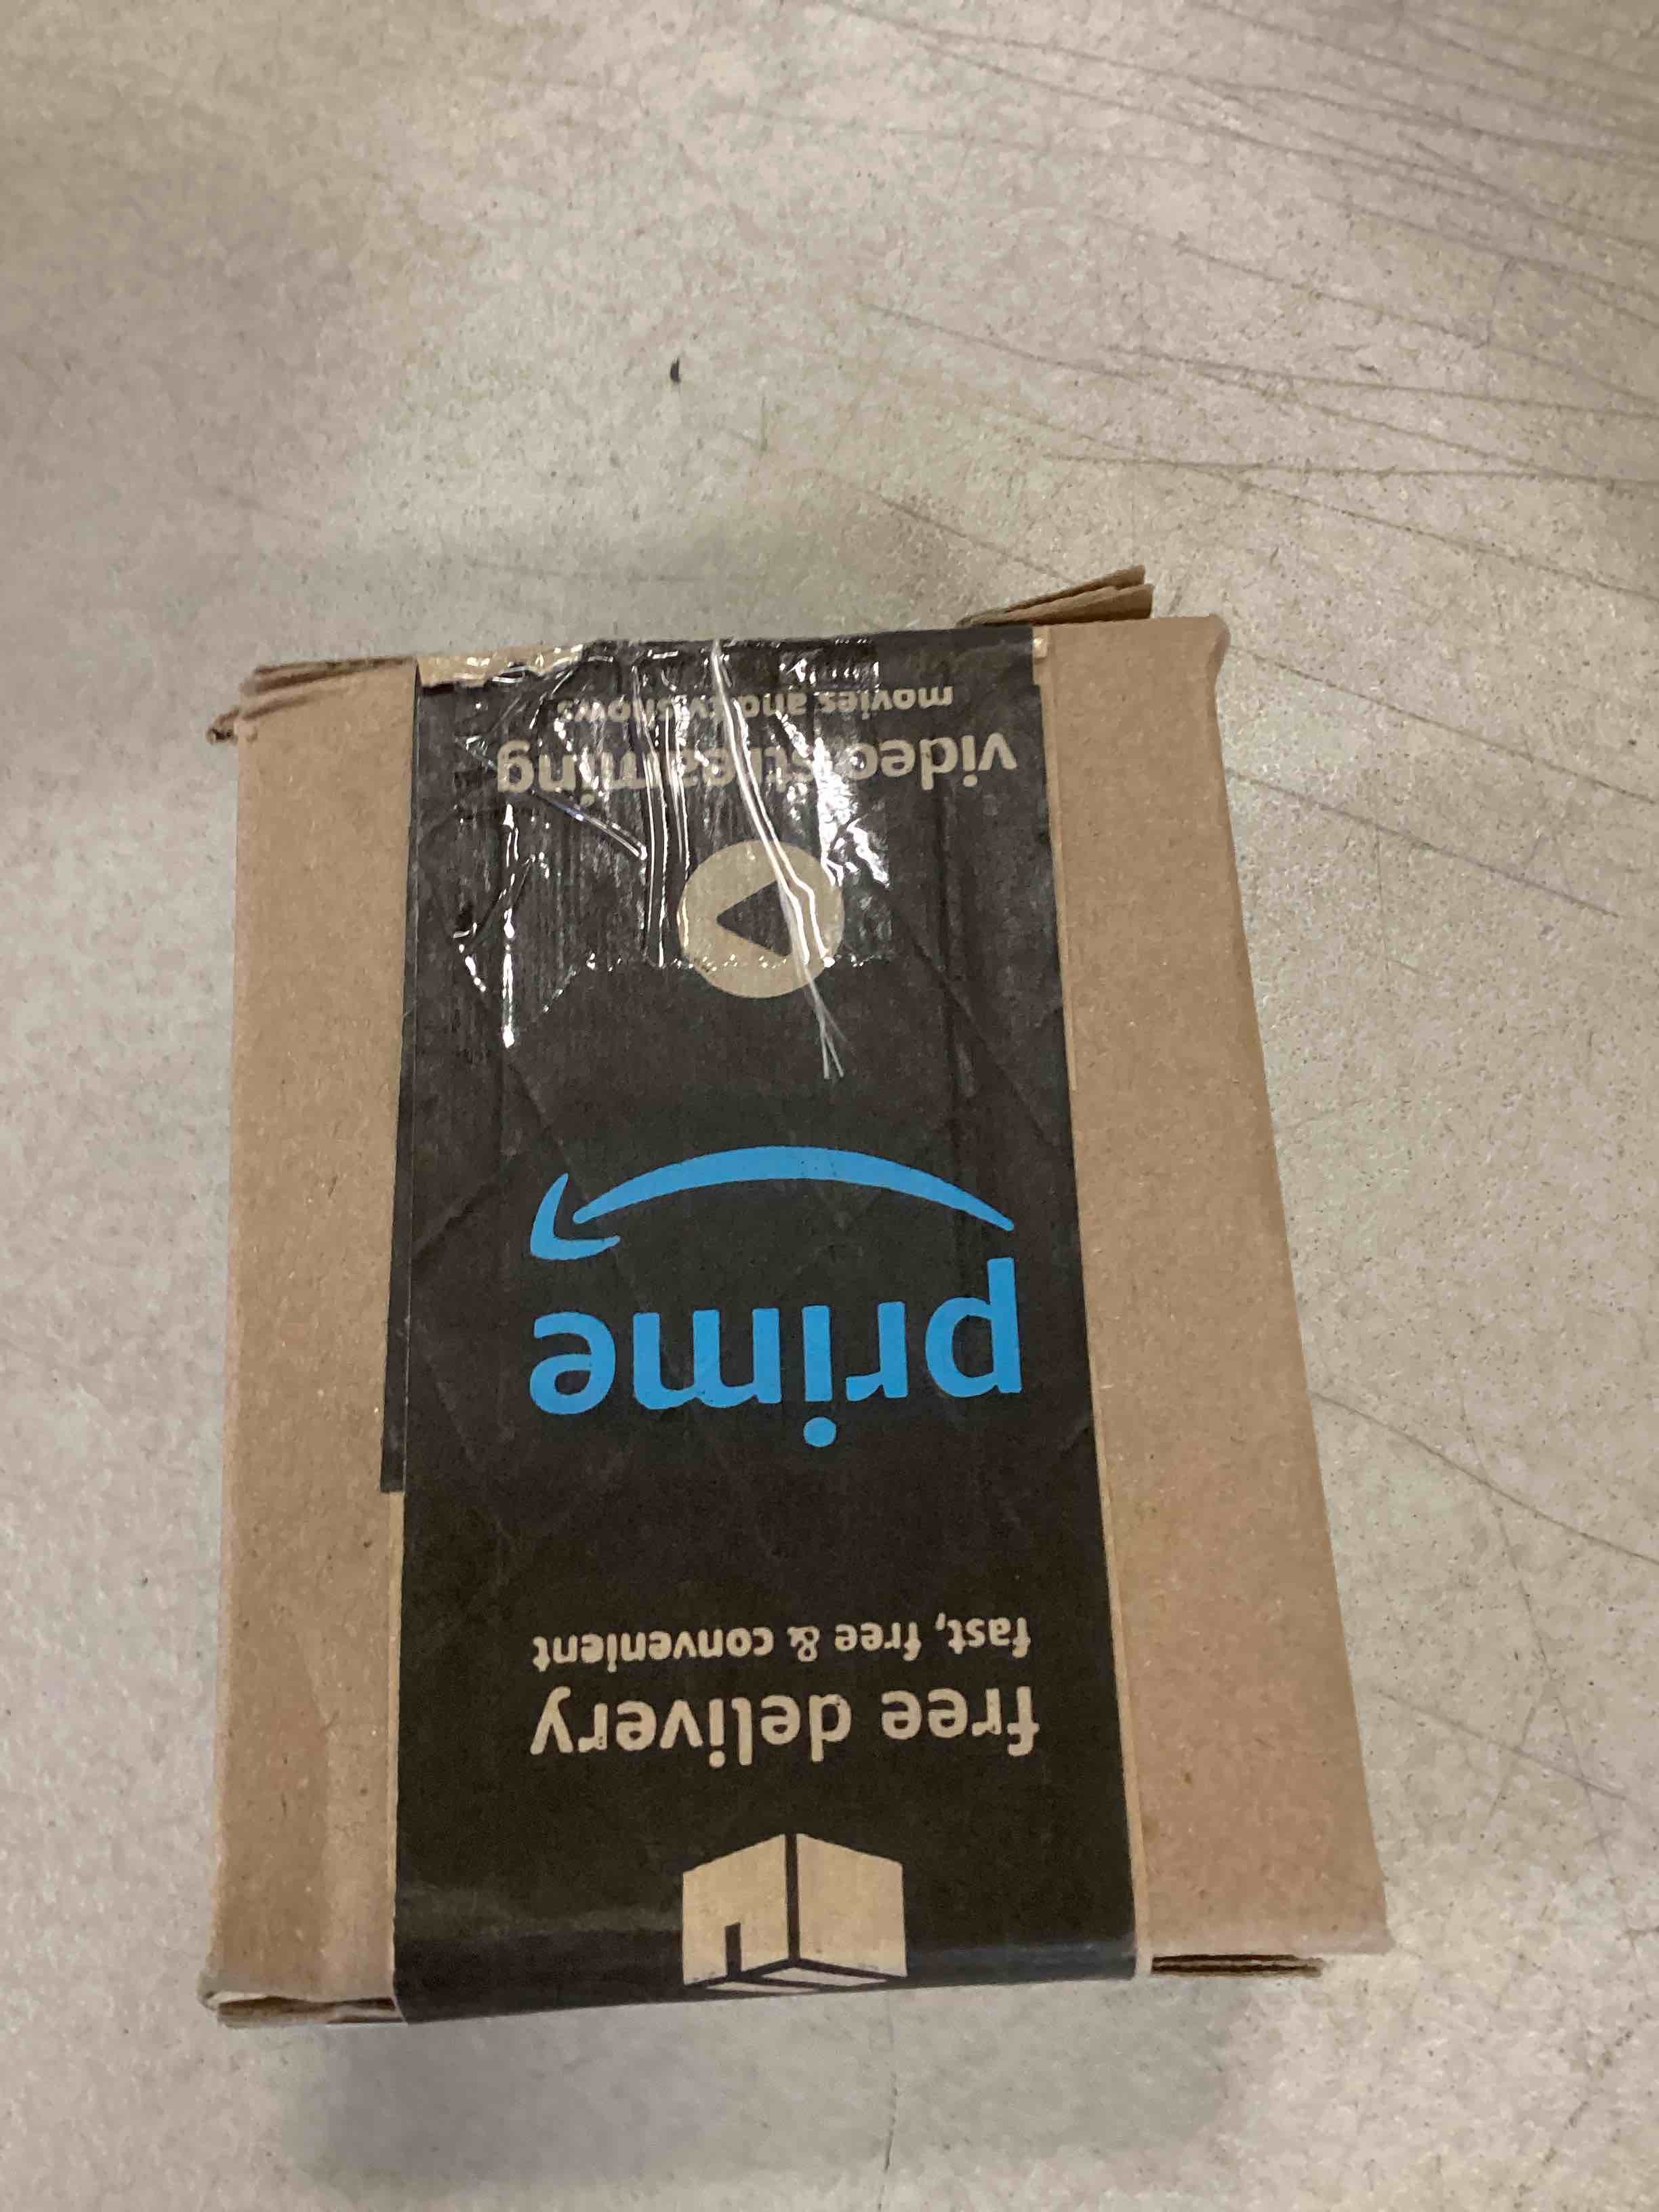 free delivery
fast, free & convenient
prime
video streaming
movies and tv shows